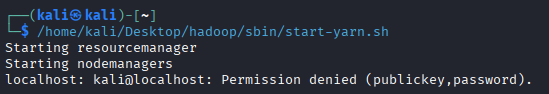 ┌──(kali㉿kali)-[~]
└─$ /home/kali/Desktop/hadoop/sbin/start-yarn.sh
Starting resourcemanager
Starting nodemanagers
localhost: kali@localhost: Permission denied (publickey,password).